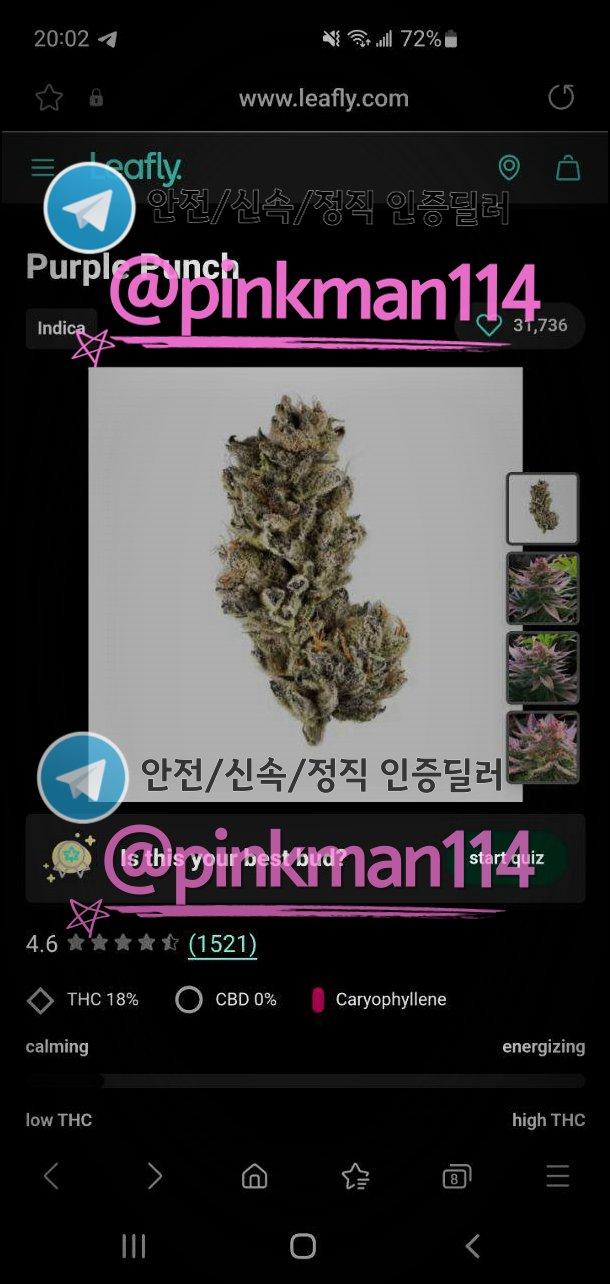 20:02 72%
www.leafly.com
Leafly.
안전/신속/정직 인증딜러
Purple Punch
@pinkman114
Indica 31,736
안전/신속/정직 인증딜러
Is this your best bud? start quiz
@pinkman114
4.6 (1521)
THC 18% CBD 0% Caryophyllene
calming energizing
low THC high THC
8